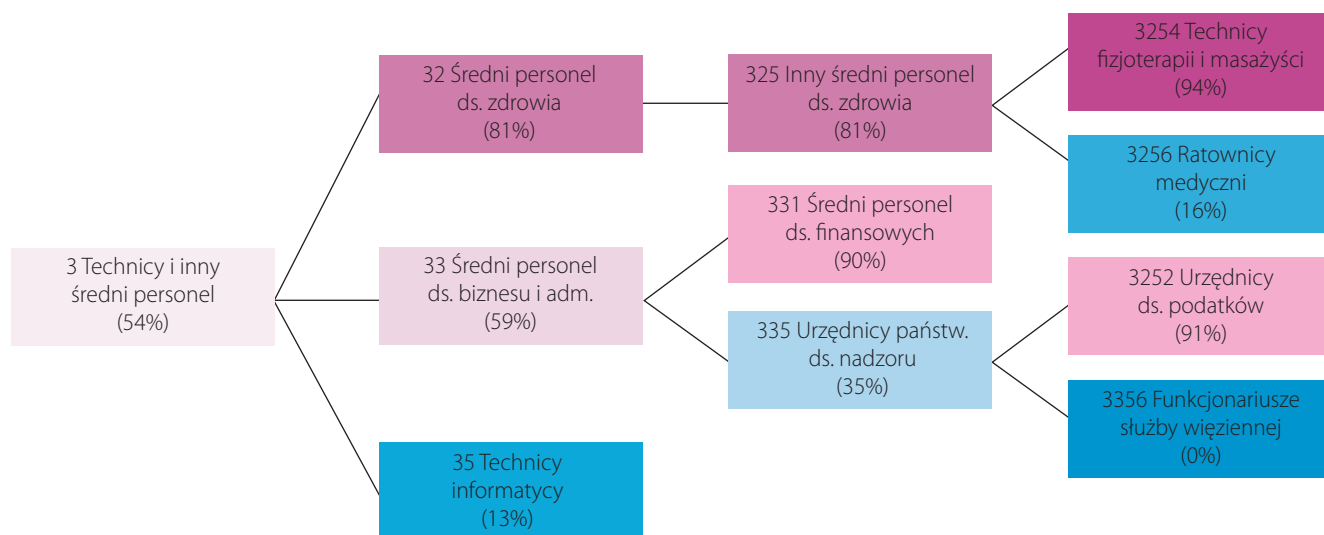 3 Technicy i inny
średni personel
(54%)
32 Średni personel
ds. zdrowia
(81%)
33 Średni personel
ds. biznesu i adm.
(59%)
35 Technicy
informatycy
(13%)
325 Inny średni personel
ds. zdrowia
(81%)
331 Średni personel
ds. finansowych
(90%)
335 Urzędnicy państw.
ds. nadzoru
(35%)
3254 Technicy
fizjoterapii i masażyści
(94%)
3256 Ratownicy
medyczni
(16%)
3252 Urzędnicy
ds. podatków
(91%)
3356 Funkcjonariusze
służby więziennej
(0%)